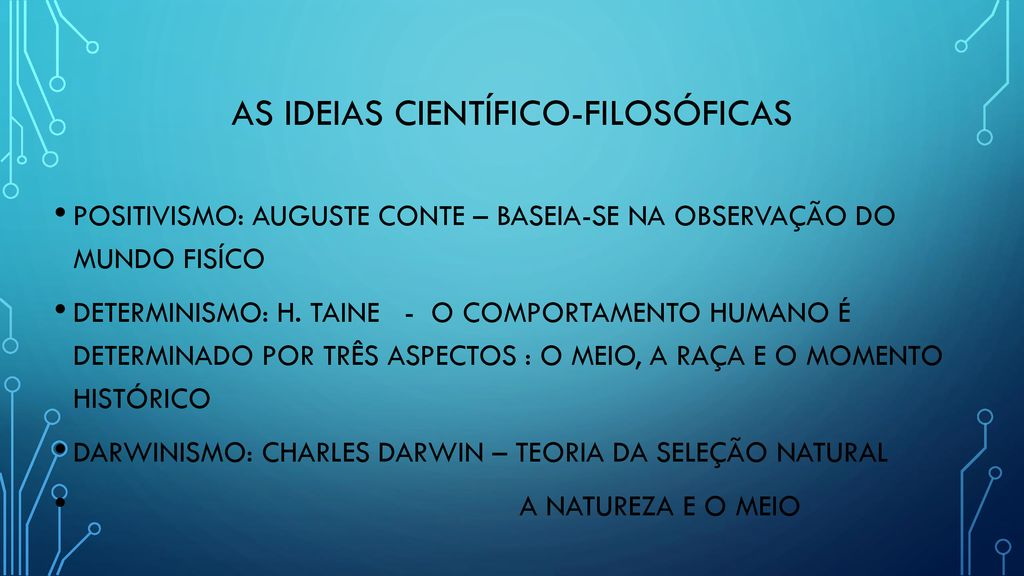 AS IDEIAS CIENTÍFICO-FILOSÓFICAS
• POSITIVISMO: AUGUSTE CONTE – BASEIA-SE NA OBSERVAÇÃO DO
MUNDO FISÍCO
• DETERMINISMO: H. TAINE - O COMPORTAMENTO HUMANO É
DETERMINADO POR TRÊS ASPECTOS : O MEIO, A RAÇA E O MOMENTO
HISTÓRICO
• DARWINISMO: CHARLES DARWIN – TEORIA DA SELEÇÃO NATURAL
• A NATUREZA E O MEIO